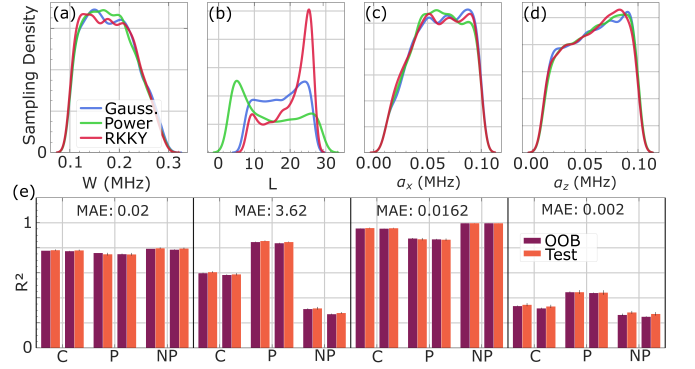 (a)
(b)
(c)
(d)
Sampling Density
Gauss.
Power
RKKY
0
0.1 0.2 0.3
0 10 20 30
0.00 0.05 0.10
0.00 0.05 0.10
W (MHz)
L
aₓ (MHz)
a_z (MHz)
(e)
MAE: 0.02
MAE: 3.62
MAE: 0.0162
MAE: 0.002
OOB
Test
R²
1
0
C P NP
C P NP
C P NP
C P NP